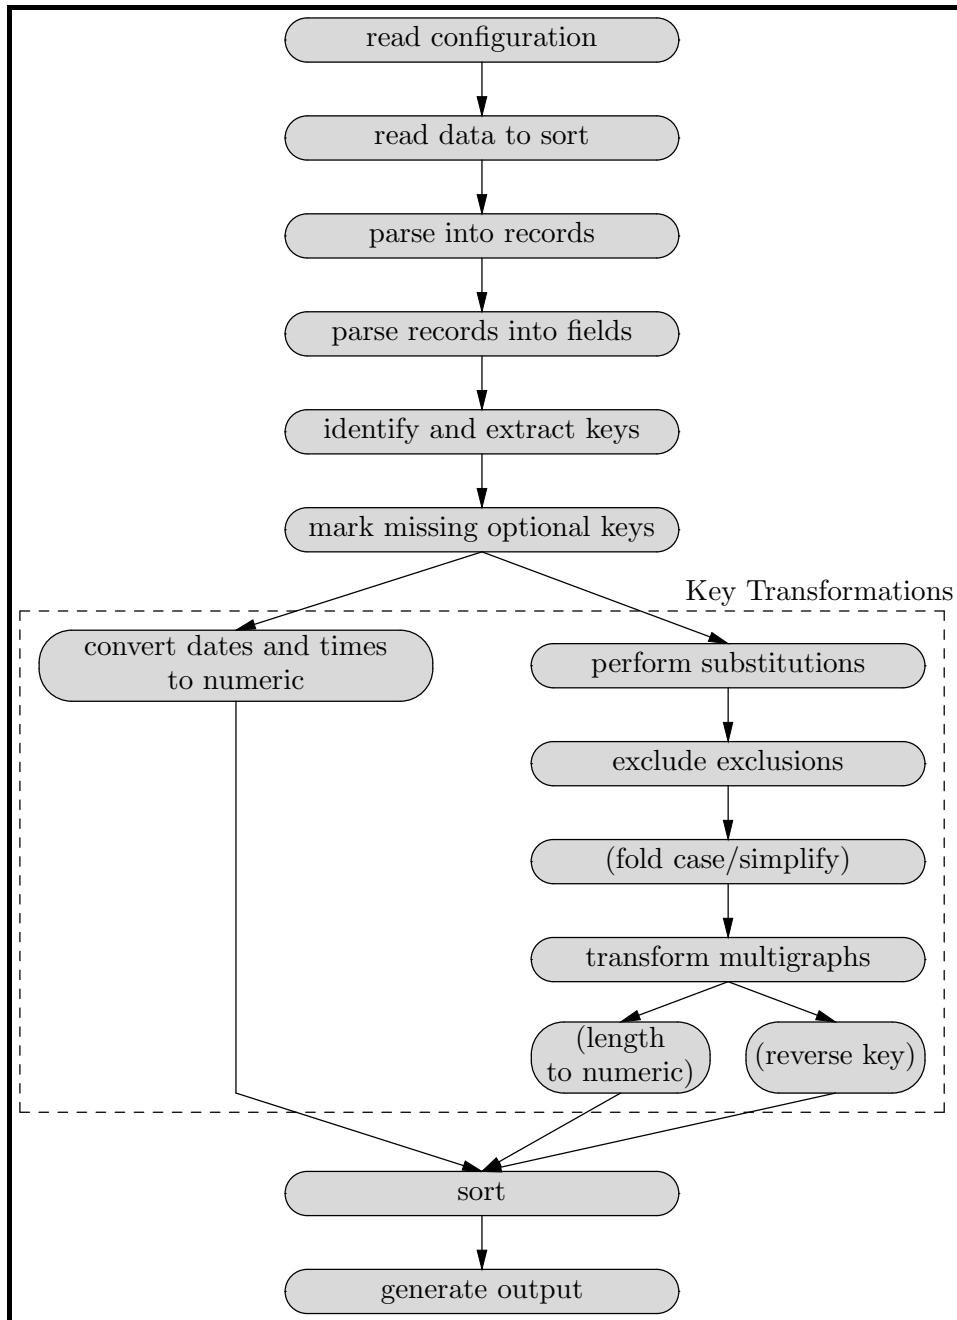 read configuration
read data to sort
parse into records
parse records into fields
identify and extract keys
mark missing optional keys
Key Transformations
convert dates and times
to numeric
perform substitutions
exclude exclusions
(fold case/simplify)
transform multigraphs
(length
to numeric)
(reverse key)
sort
generate output